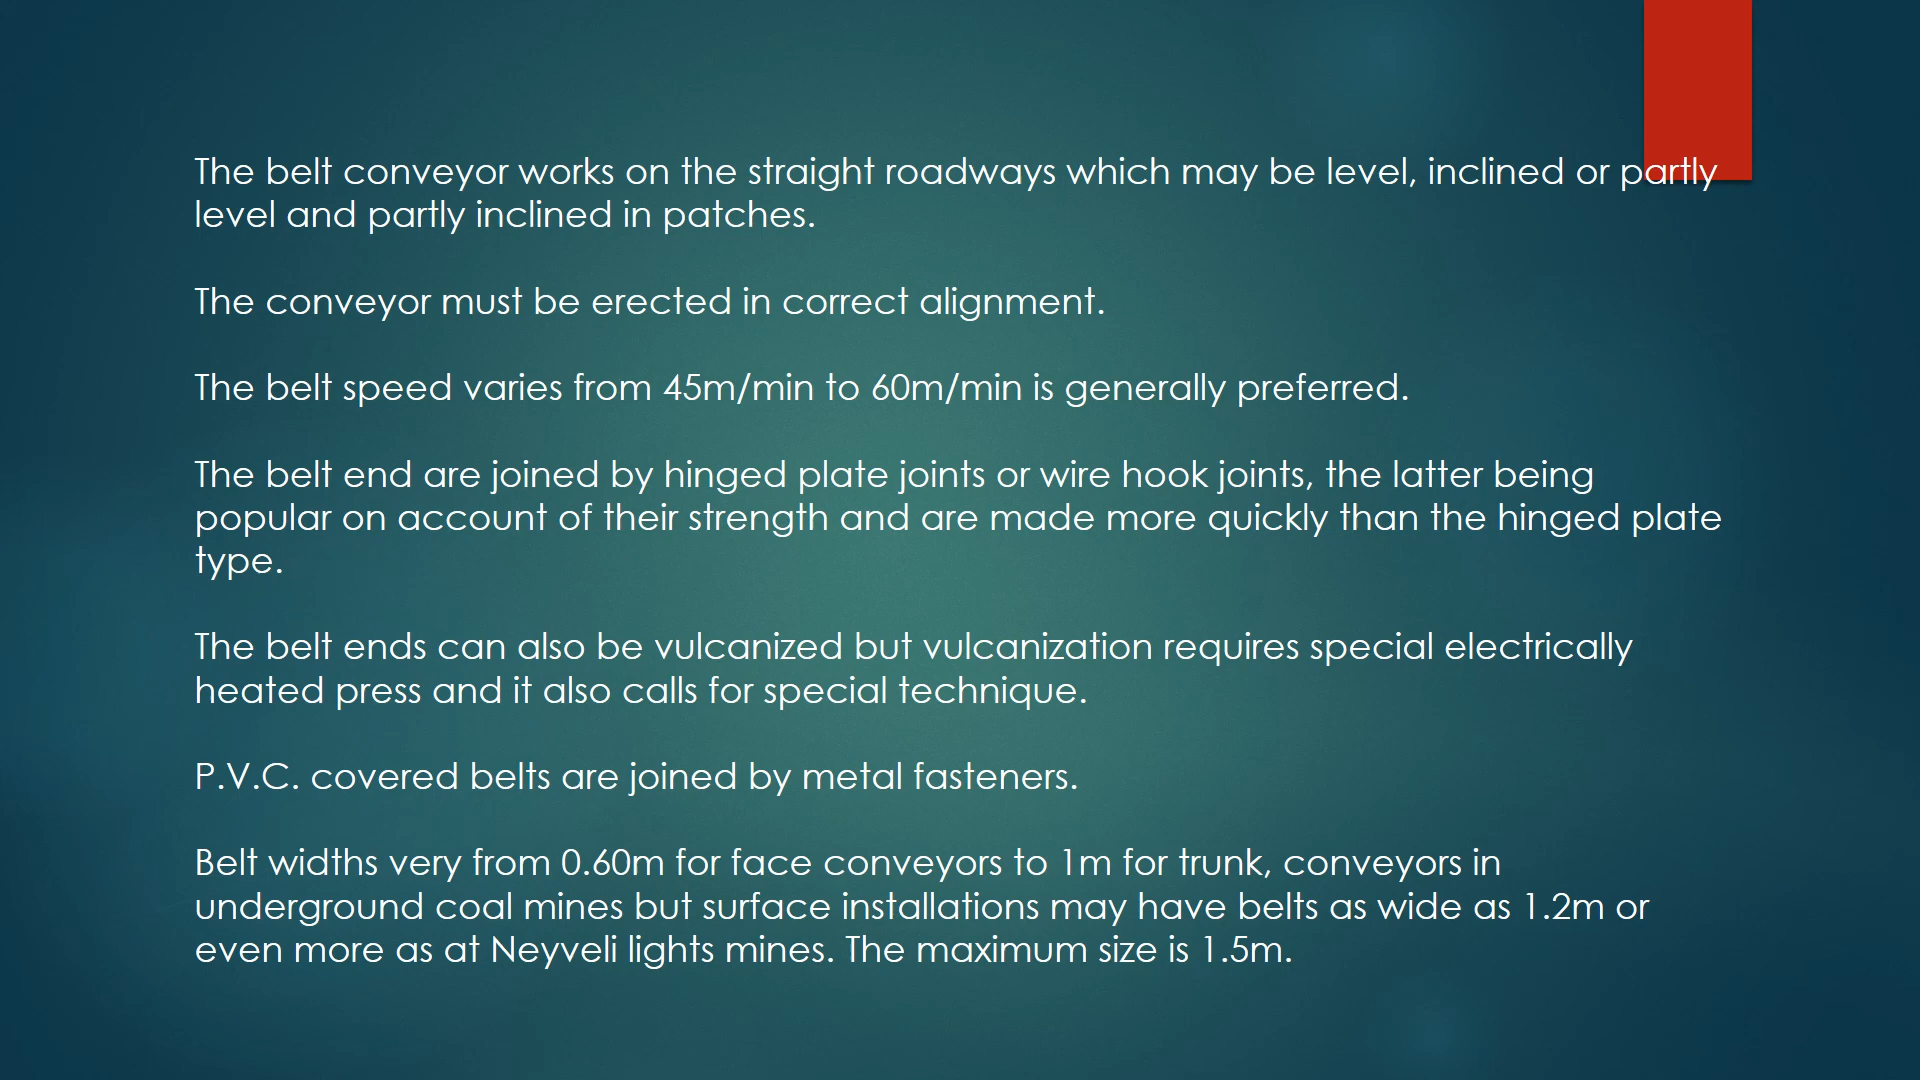 The belt conveyor works on the straight roadways which may be level, inclined or partly
level and partly inclined in patches.
The conveyor must be erected in correct alignment.
The belt speed varies from 45m/min to 60m/min is generally preferred.
The belt end are joined by hinged plate joints or wire hook joints, the latter being
popular on account of their strength and are made more quickly than the hinged plate
type.
The belt ends can also be vulcanized but vulcanization requires special electrically
heated press and it also calls for special technique.
P.V.C. covered belts are joined by metal fasteners.
Belt widths very from 0.60m for face conveyors to 1m for trunk, conveyors in
underground coal mines but surface installations may have belts as wide as 1.2m or
even more as at Neyveli lights mines. The maximum size is 1.5m.